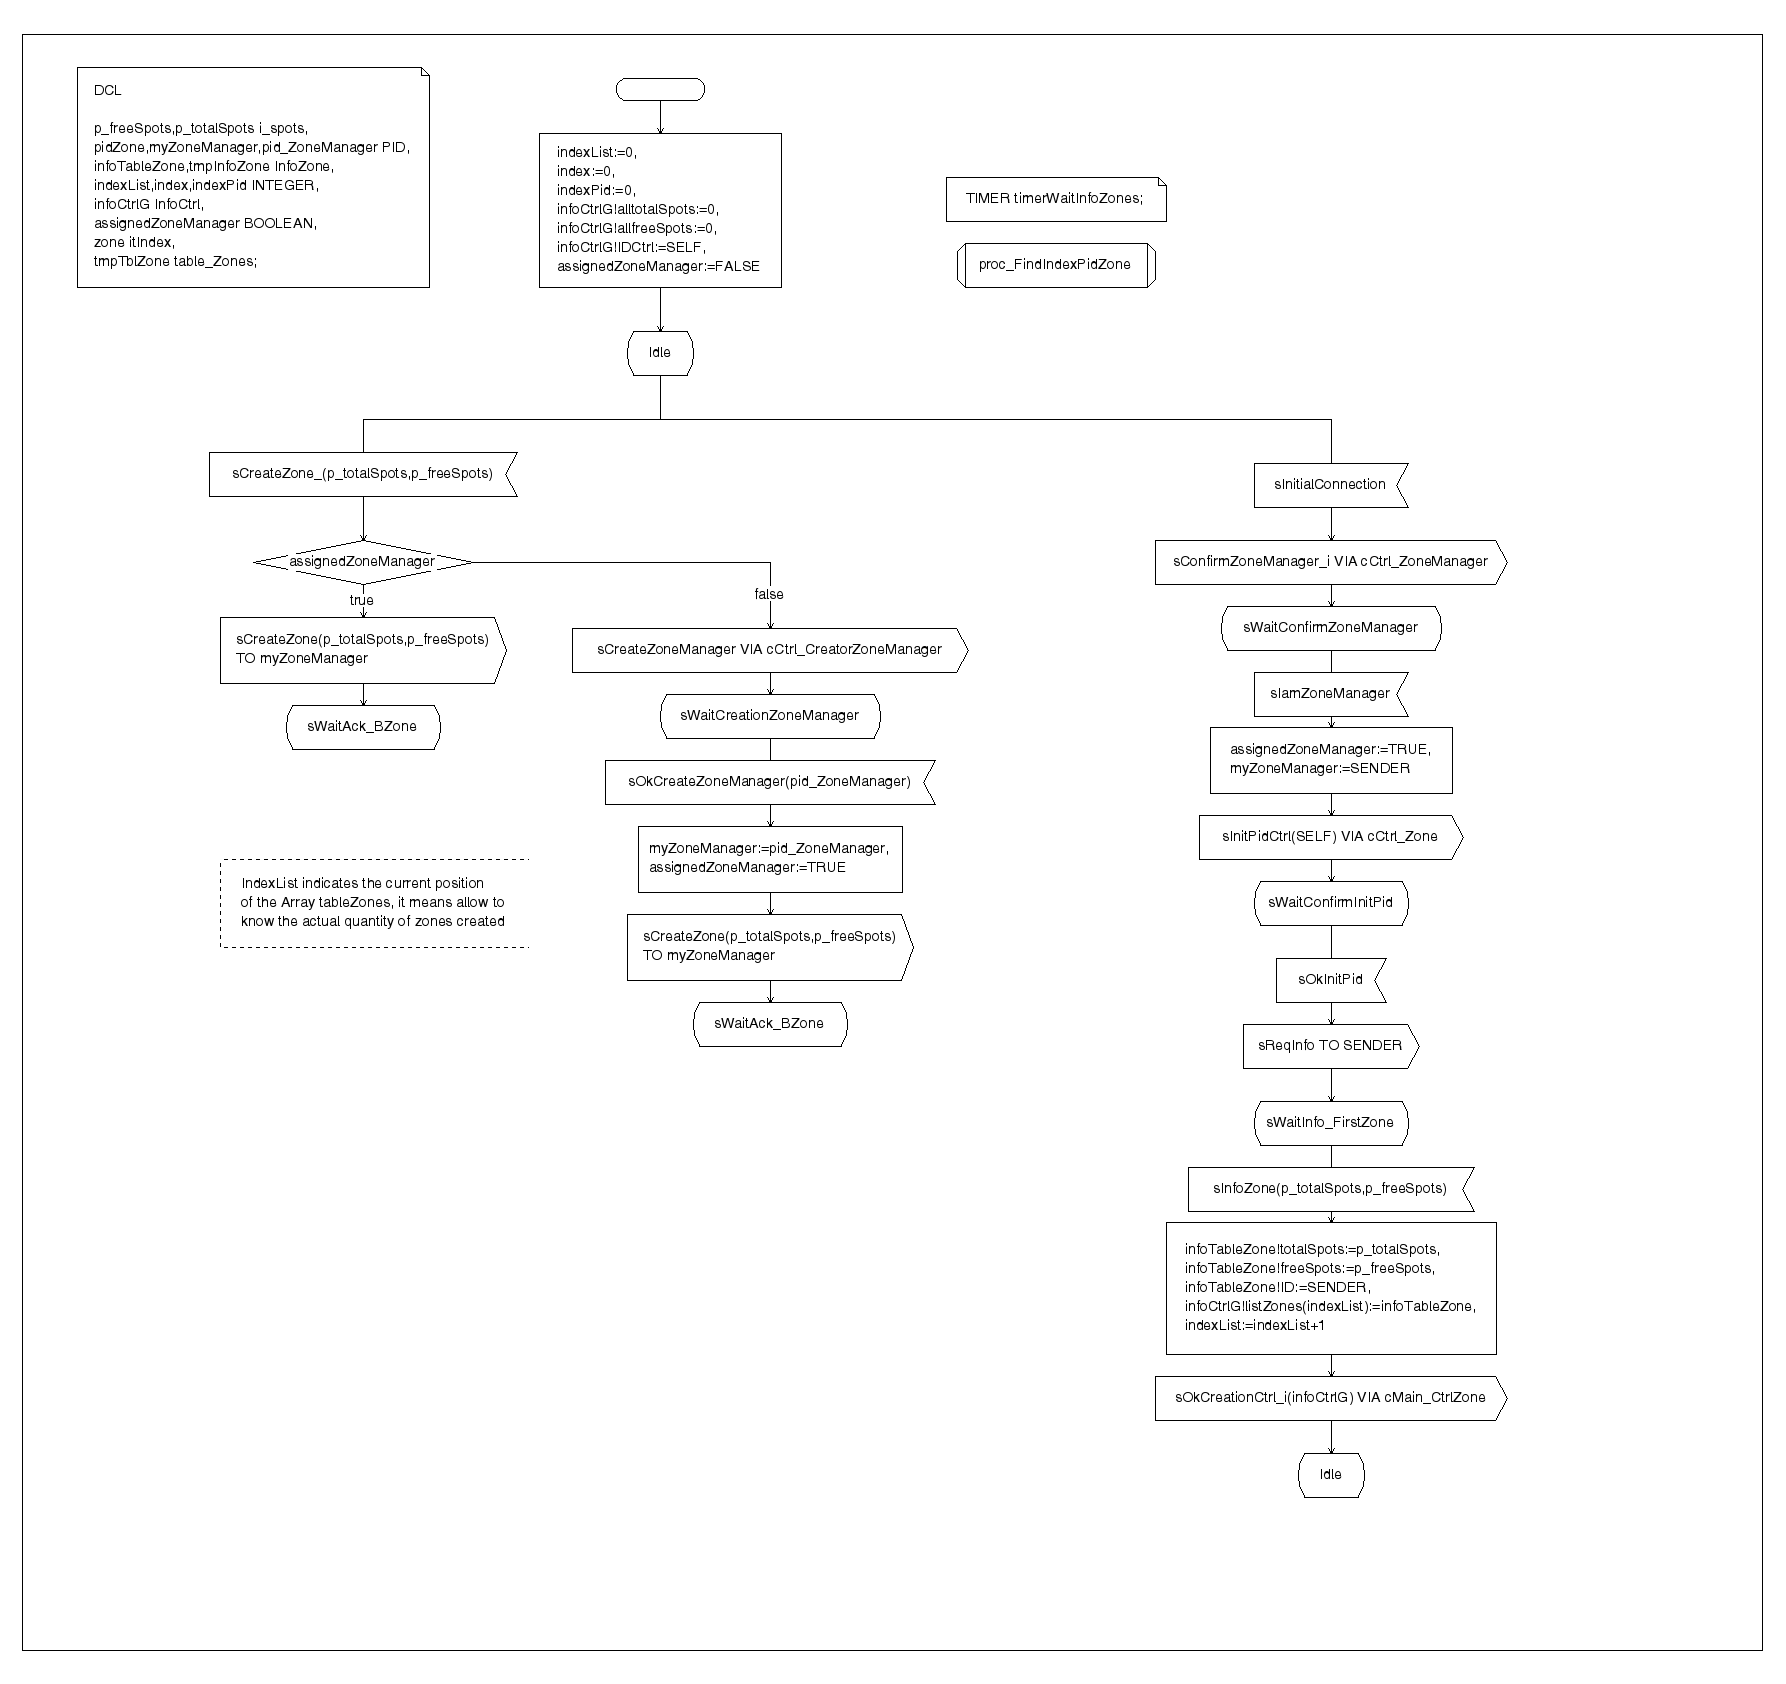 DCL
p_freeSpots,p_totalSpots i_spots,
pidZone,myZoneManager,pid_ZoneManager PID,
infoTableZone,tmpInfoZone InfoZone,
indexList,index,indexPid INTEGER,
infoCtrlG InfoCtrl,
assignedZoneManager BOOLEAN,
zone itIndex,
tmpTblZone table_Zones;
indexList:=0,
index:=0,
indexPid:=0,
infoCtrlG!alltotalSpots:=0,
infoCtrlG!allfreeSpots:=0,
infoCtrlG!IDCtrl:=SELF,
assignedZoneManager:=FALSE
TIMER timerWaitInfoZones;
proc_FindIndexPidZone
Idle
sCreateZone_(p_totalSpots,p_freeSpots)
assignedZoneManager
true
sCreateZone(p_totalSpots,p_freeSpots)
TO myZoneManager
sWaitAck_BZone
false
sCreateZoneManager VIA cCtrl_CreatorZoneManager
sWaitCreationZoneManager
sOkCreateZoneManager(pid_ZoneManager)
myZoneManager:=pid_ZoneManager,
assignedZoneManager:=TRUE
sCreateZone(p_totalSpots,p_freeSpots)
TO myZoneManager
sWaitAck_BZone
IndexList indicates the current position
of the Array tableZones, it means allow to
know the actual quantity of zones created
sInitialConnection
sConfirmZoneManager_i VIA cCtrl_ZoneManager
sWaitConfirmZoneManager
sIamZoneManager
assignedZoneManager:=TRUE,
myZoneManager:=SENDER
sInitPidCtrl(SELF) VIA cCtrl_Zone
sWaitConfirmInitPid
sOkInitPid
sReqInfo TO SENDER
sWaitInfo_FirstZone
sInfoZone(p_totalSpots,p_freeSpots)
infoTableZone!totalSpots:=p_totalSpots,
infoTableZone!freeSpots:=p_freeSpots,
infoTableZone!ID:=SENDER,
infoCtrlG!listZones(indexList):=infoTableZone,
indexList:=indexList+1
sOkCreationCtrl_i(infoCtrlG) VIA cMain_CtrlZone
Idle